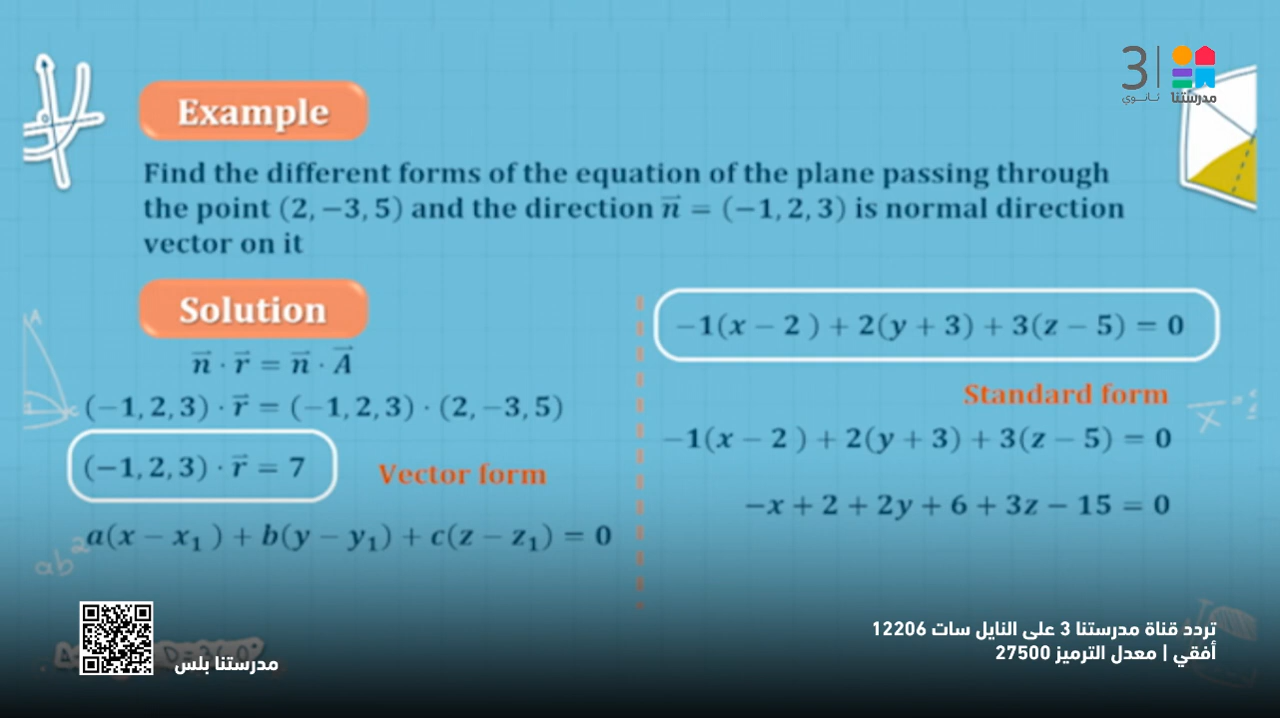 3 | مدرستنا
ثانوي
Example
Find the different forms of the equation of the plane passing through
the point (2, −3, 5) and the direction n⃗ = (−1, 2, 3) is normal direction
vector on it
Solution
n⃗ · r⃗ = n⃗ · A⃗
(−1, 2, 3) · r⃗ = (−1, 2, 3) · (2, −3, 5)
(−1, 2, 3) · r⃗ = 7
Vector form
a(x − x₁) + b(y − y₁) + c(z − z₁) = 0
−1(x − 2 ) + 2(y + 3) + 3(z − 5) = 0
Standard form
−1(x − 2 ) + 2(y + 3) + 3(z − 5) = 0
−x + 2 + 2y + 6 + 3z − 15 = 0
A
ab²
تردد قناة مدرستنا 3 على النايل سات 12206
أفقي | معدل الترميز 27500
مدرستنا بلس